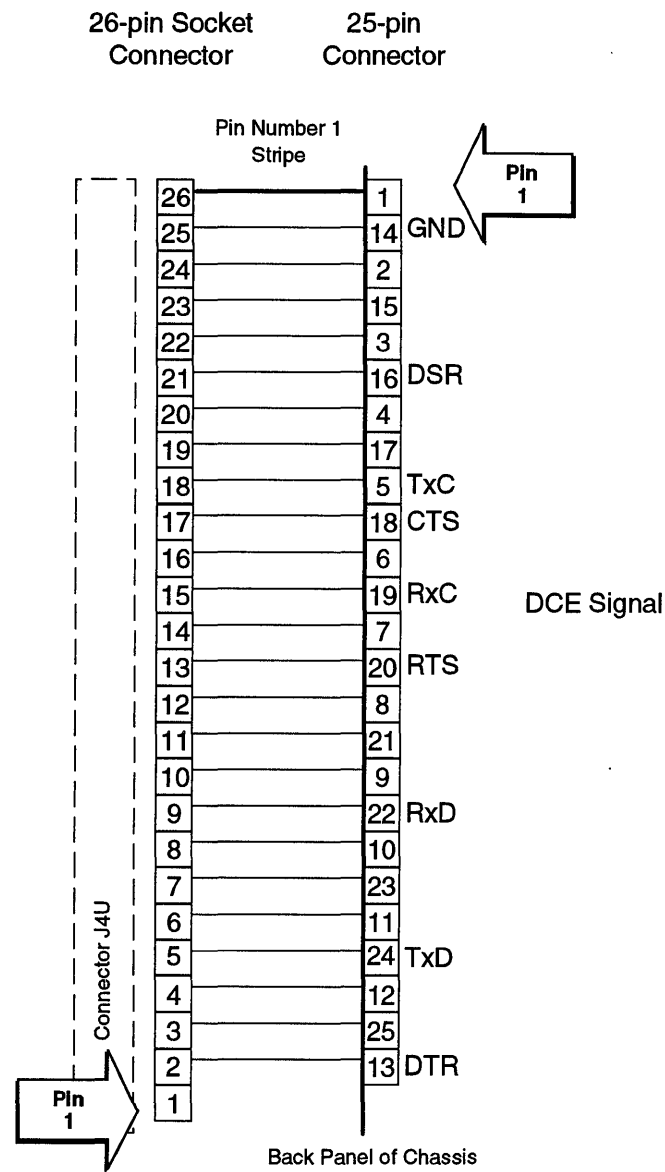 26-pin Socket Connector
25-pin Connector
Pin Number 1
Stripe
Pin 1
26 1
25 14 GND
24 2
23 15
22 3
21 16 DSR
20 4
19 17
18 5 TxC
17 18 CTS
16 6
15 19 RxC
DCE Signal
14 7
13 20 RTS
12 8
11 21
10 9
9 22 RxD
8 10
7 23
6 11
5 24 TxD
4 12
3 25
2 13 DTR
1
Connector J4U
Pin 1
Back Panel of Chassis